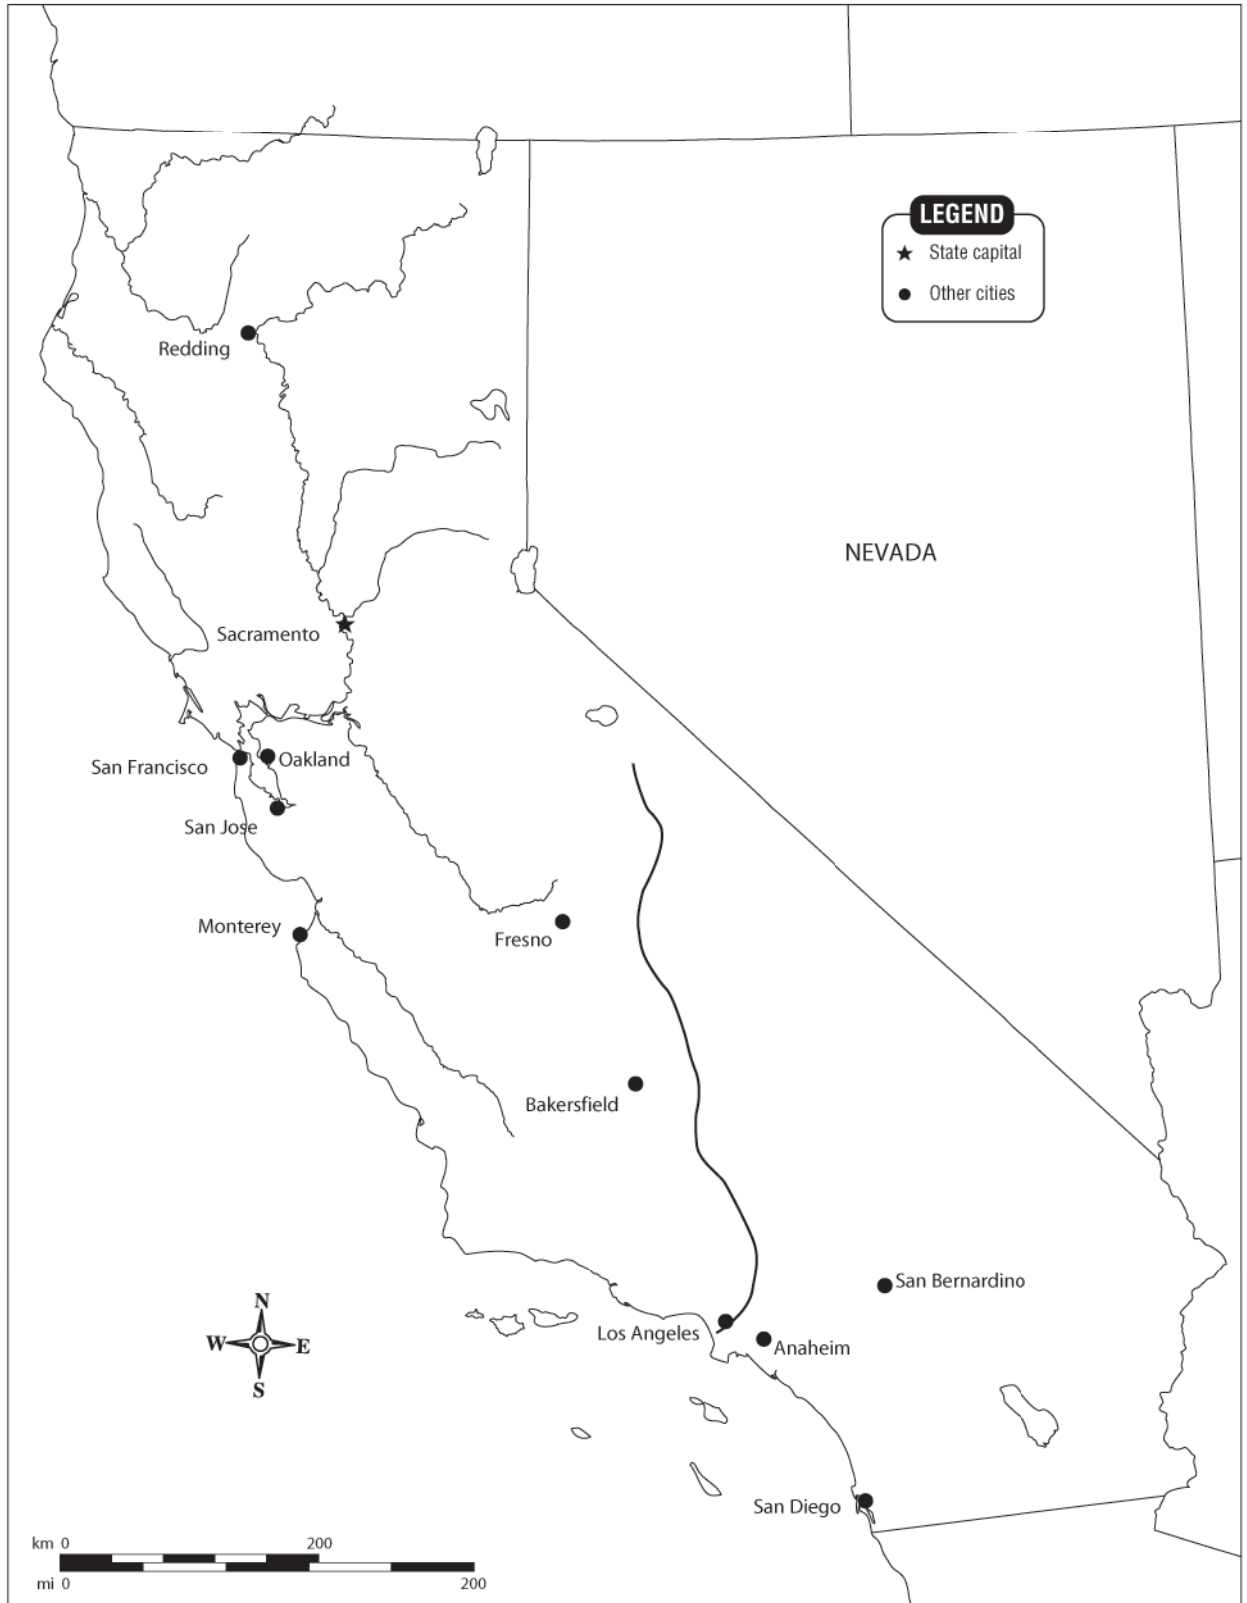 LEGEND
State capital
Other cities
Redding
NEVADA
Sacramento
San Francisco
Oakland
San Jose
Monterey
Fresno
Bakersfield
San Bernardino
N
W E
S
Los Angeles
Anaheim
San Diego
km 0 200
mi 0 200